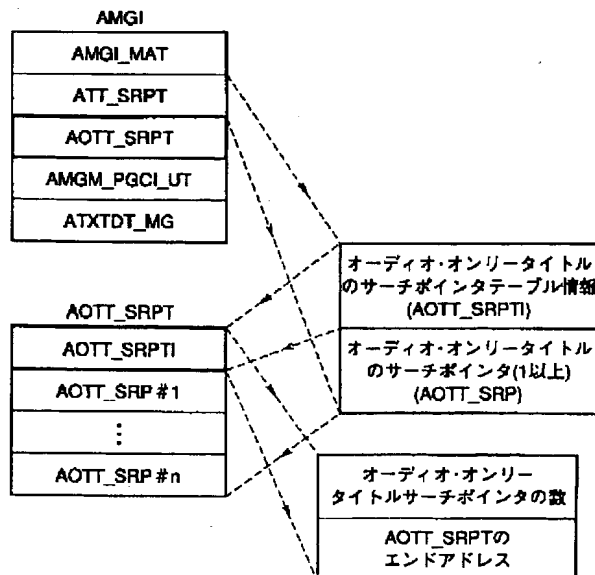 AMGI
AMGI_MAT
ATT_SRPT
AOTT_SRPT
AMGM_PGCI_UT
ATXTDT_MG
オーディオ・オンリータイトル
のサーチポインタテーブル情報
(AOTT_SRPTI)
オーディオ・オンリータイトル
のサーチポインタ(1以上)
(AOTT_SRP)
AOTT_SRPT
AOTT_SRPTI
AOTT_SRP #1
⋮
AOTT_SRP #n
オーディオ・オンリー
タイトルサーチポインタの数
AOTT_SRPTの
エンドアドレス